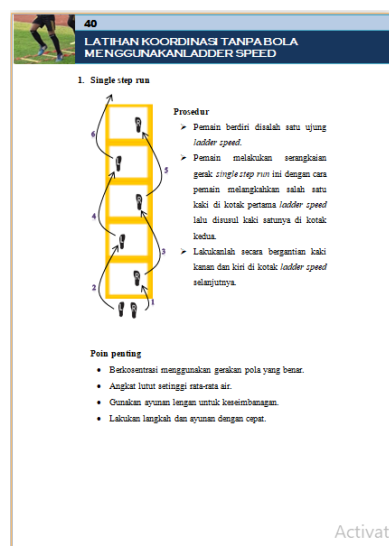 40
LATIHAN KOORDINASI TANPA BOLA
MENGGUNAKANLADDER SPEED
1. Single step run
Prosedur
➢ Pemain berdiri disalah satu ujung
ladder speed.
➢ Pemain melakukan serangkaian
gerak single step run ini dengan cara
pemain melangkahkan salah satu
kaki di kotak pertama ladder speed
lalu disusul kaki satunya di kotak
kedua.
➢ Lakukanlah secara bergantian kaki
kanan dan kiri di kotak ladder speed
selanjutnya.
6
5
4
3
2
1
Poin penting
• Berkosentrasi menggunakan gerakan pola yang benar.
• Angkat lutut setinggi rata-rata air.
• Gunakan ayunan lengan untuk keseimbanagan.
• Lakukan langkah dan ayunan dengan cepat.
Activat